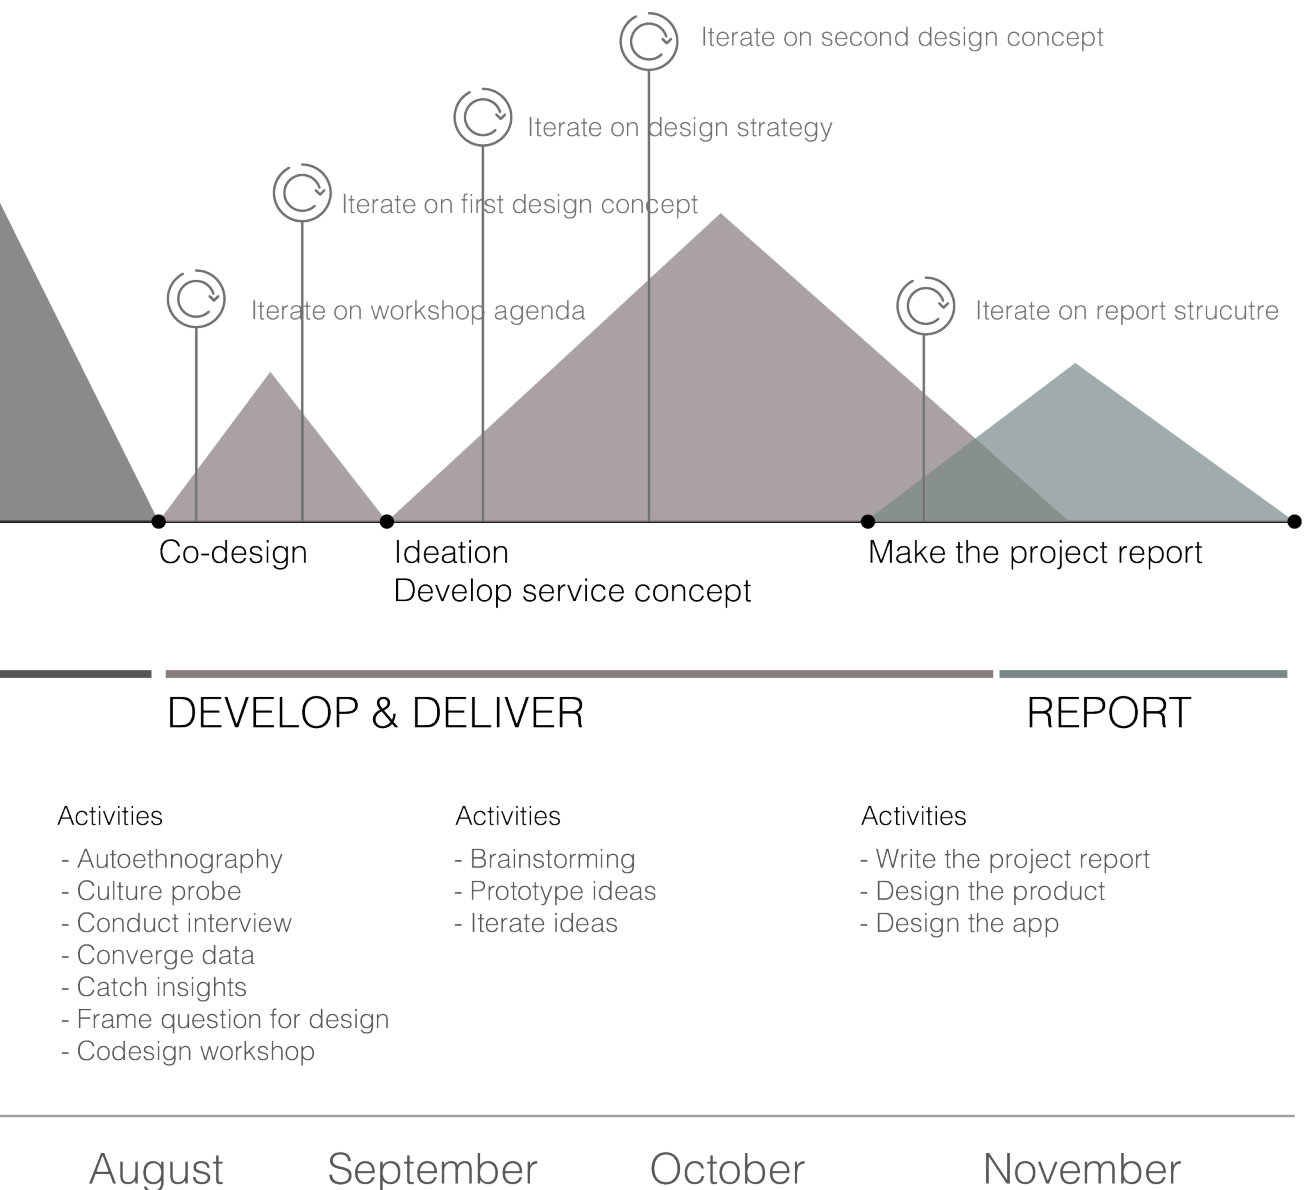 Iterate on second design concept
Iterate on design strategy
Iterate on first design concept
Iterate on workshop agenda
Iterate on report strucutre
Co-design
Ideation
Develop service concept
Make the project report
DEVELOP & DELIVER
REPORT
Activities
- Autoethnography
- Culture probe
- Conduct interview
- Converge data
- Catch insights
- Frame question for design
- Codesign workshop
Activities
- Brainstorming
- Prototype ideas
- Iterate ideas
Activities
- Write the project report
- Design the product
- Design the app
August
September
October
November